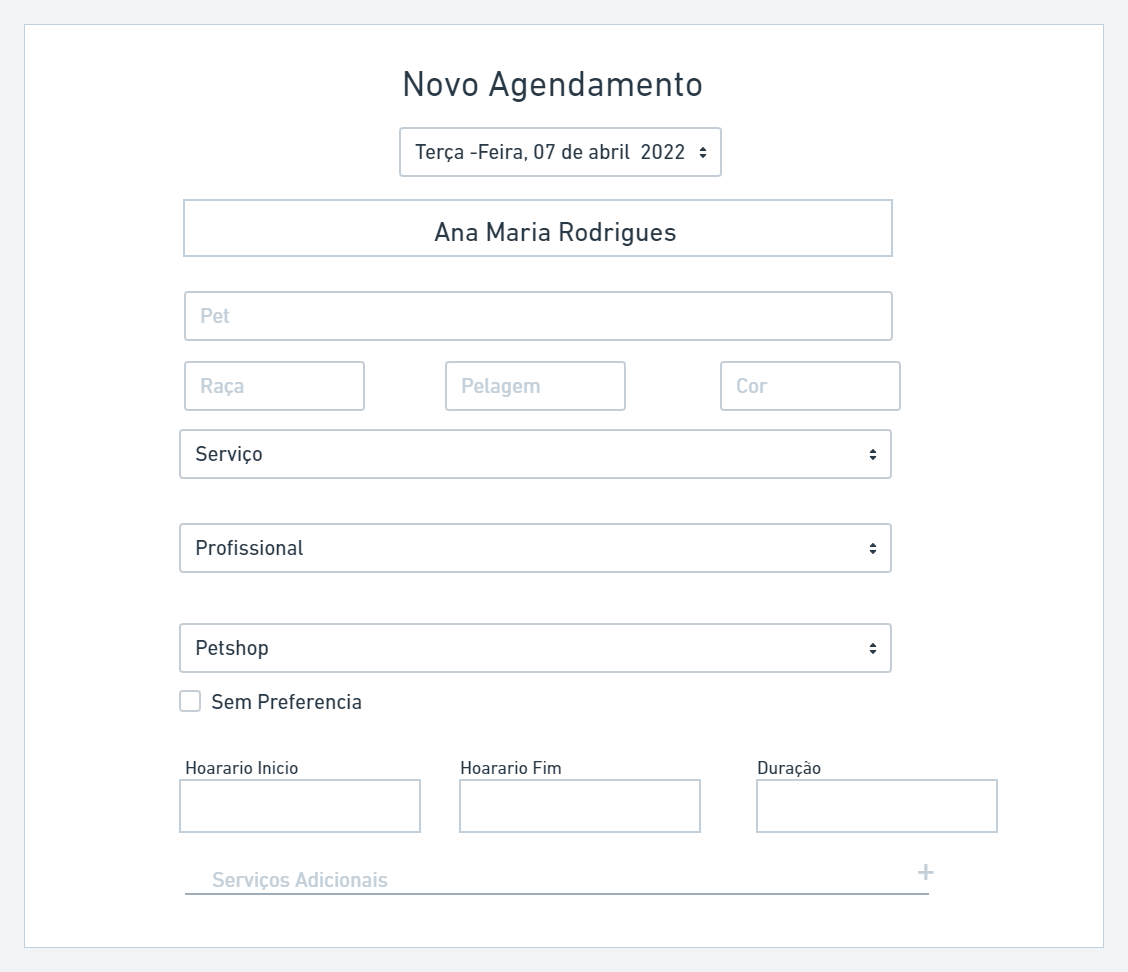 Novo Agendamento
Terça -Feira, 07 de abril 2022
Ana Maria Rodrigues
Pet
Raça Pelagem Cor
Serviço
Profissional
Petshop
Sem Preferencia
Hoarario Inicio Hoarario Fim Duração
Serviços Adicionais +